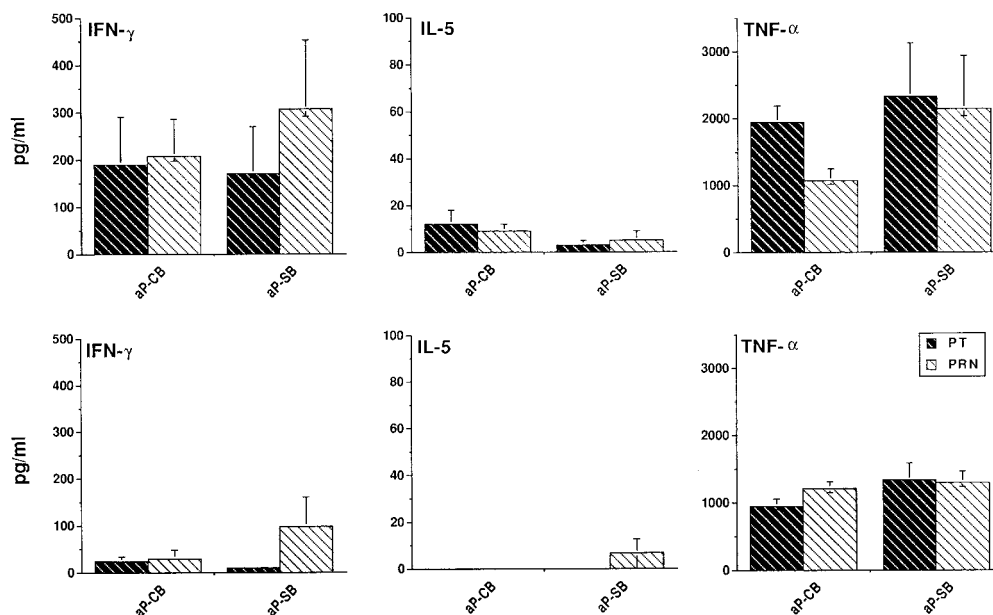 IFN-γ
IL-5
TNF-α
pg/ml
500
400
300
200
100
0
100
80
60
40
20
0
3000
2000
1000
0
aP-CB
aP-SB
aP-CB
aP-SB
aP-CB
aP-SB
IFN-γ
IL-5
TNF-α
PT
PRN
pg/ml
500
400
300
200
100
0
100
80
60
40
20
0
3000
2000
1000
0
aP-CB
aP-SB
aP-CB
aP-SB
aP-CB
aP-SB